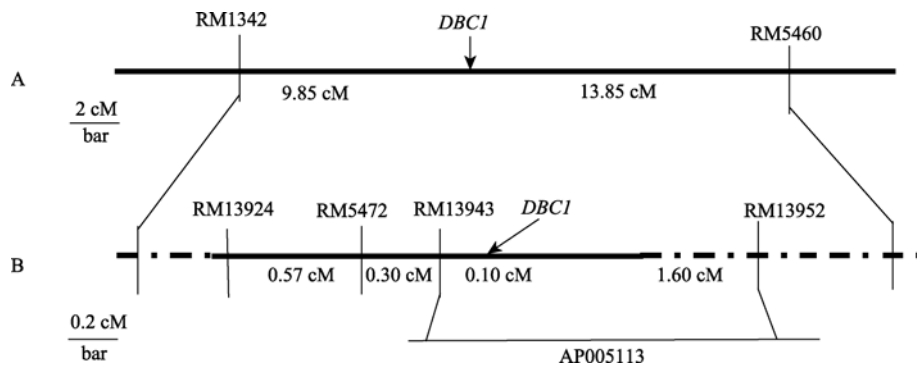 RM1342 DBC1 RM5460
A
9.85 cM 13.85 cM
2 cM
bar
RM13924 RM5472 RM13943 DBC1 RM13952
B
0.57 cM 0.30 cM 0.10 cM 1.60 cM
0.2 cM
bar
AP005113